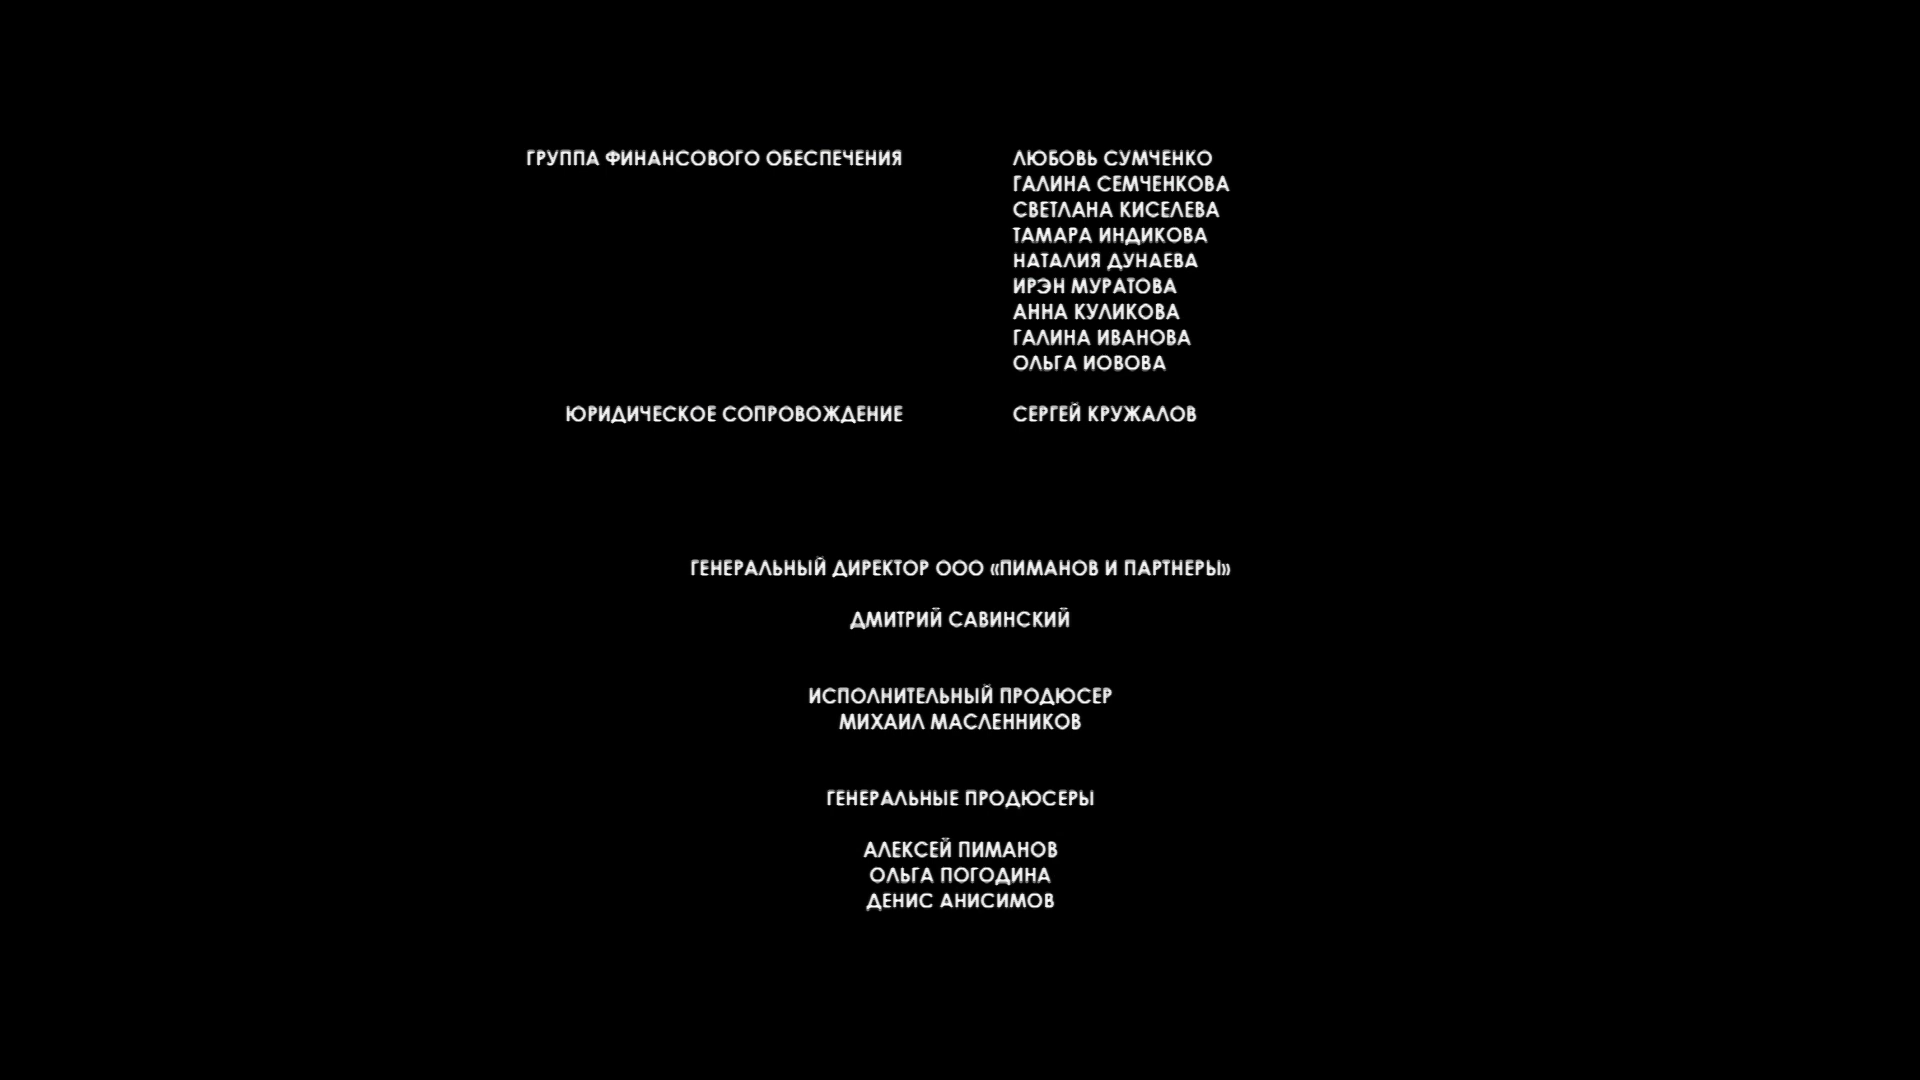 ГРУППА ФИНАНСОВОГО ОБЕСПЕЧЕНИЯ ЛЮБОВЬ СУМЧЕНКО
ГАЛИНА СЕМЧЕНКОВА
СВЕТЛАНА КИСЕЛЕВА
ТАМАРА ИНДИКОВА
НАТАЛИЯ ДУНАЕВА
ИРЭН МУРАТОВА
АННА КУЛИКОВА
ГАЛИНА ИВАНОВА
ОЛЬГА ИОВОВА
ЮРИДИЧЕСКОЕ СОПРОВОЖДЕНИЕ СЕРГЕЙ КРУЖАЛОВ
ГЕНЕРАЛЬНЫЙ ДИРЕКТОР ООО «ПИМАНОВ И ПАРТНЕРЫ»
ДМИТРИЙ САВИНСКИЙ
ИСПОЛНИТЕЛЬНЫЙ ПРОДЮСЕР
МИХАИЛ МАСЛЕННИКОВ
ГЕНЕРАЛЬНЫЕ ПРОДЮСЕРЫ
АЛЕКСЕЙ ПИМАНОВ
ОЛЬГА ПОГОДИНА
ДЕНИС АНИСИМОВ